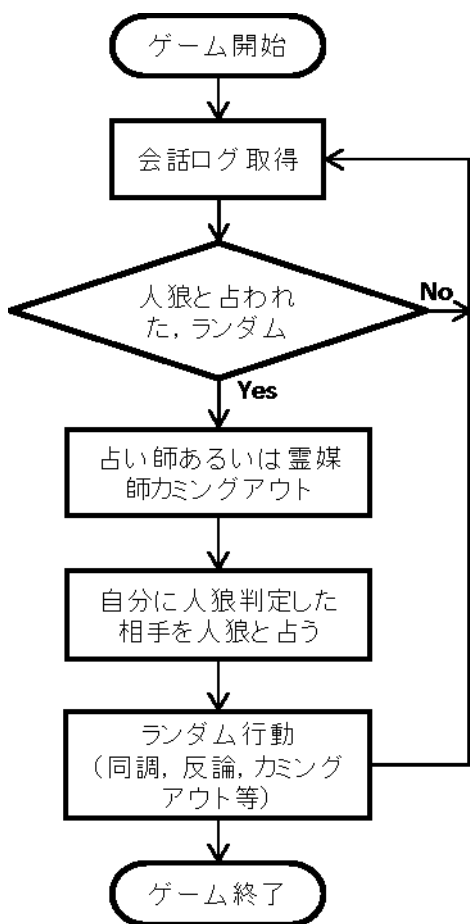 ゲーム開始
会話ログ取得
人狼と占われ
た, ランダム
No
Yes
占い師あるいは霊媒
師カミングアウト
自分に人狼判定した
相手を人狼と占う
ランダム行動
(同調, 反論, カミング
アウト等)
ゲーム終了